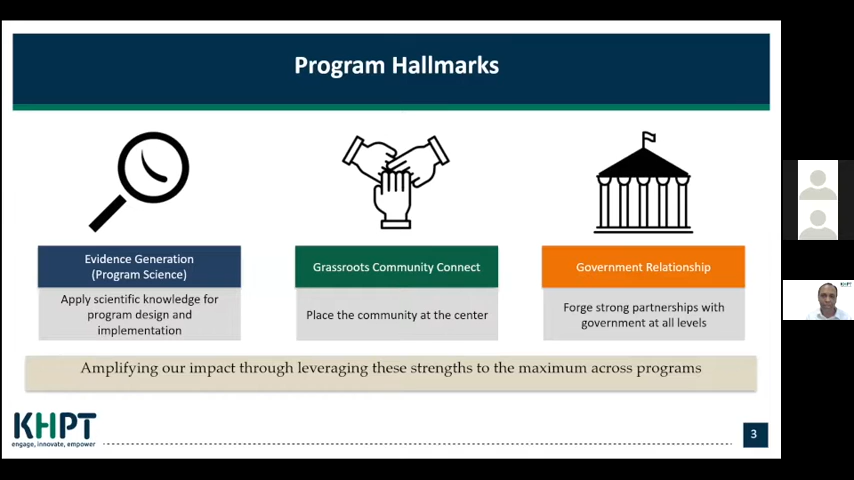 Program Hallmarks
Evidence Generation
(Program Science)
Apply scientific knowledge for
program design and
implementation
Grassroots Community Connect
Place the community at the center
Government Relationship
Forge strong partnerships with
government at all levels
Amplifying our impact through leveraging these strengths to the maximum across programs
KHPT
engage, innovate, empower
3
KHPT